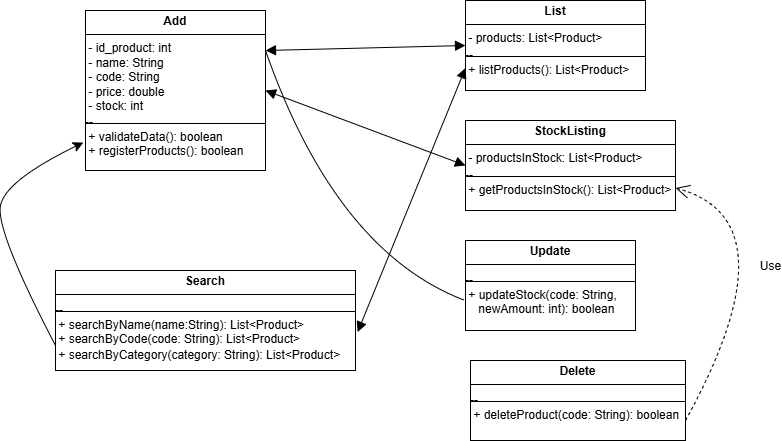 Add
- id_product: int
- name: String
- code: String
- price: double
- stock: int
+ validateData(): boolean
+ registerProducts(): boolean
List
- products: List<Product>
+ listProducts(): List<Product>
StockListing
- productsInStock: List<Product>
+ getProductsInStock(): List<Product>
Update
+ updateStock(code: String,
newAmount: int): boolean
Use
Search
+ searchByName(name:String): List<Product>
+ searchByCode(code: String): List<Product>
+ searchByCategory(category: String): List<Product>
Delete
+ deleteProduct(code: String): boolean